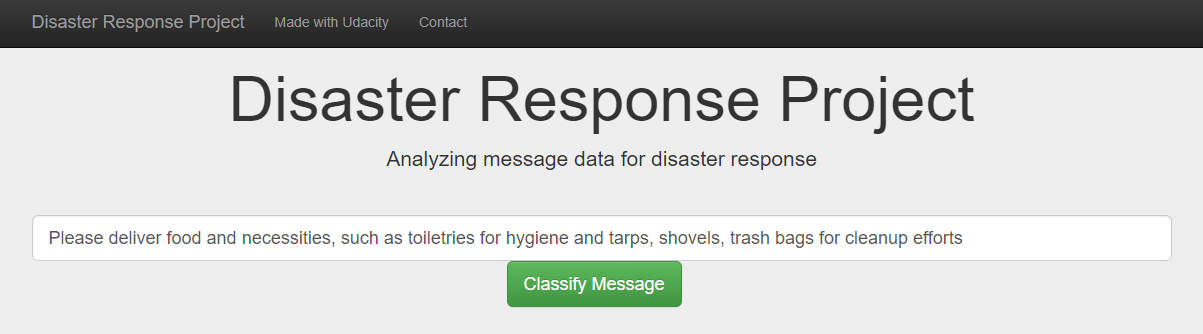 Disaster Response Project Made with Udacity Contact
Disaster Response Project
Analyzing message data for disaster response
Please deliver food and necessities, such as toiletries for hygiene and tarps, shovels, trash bags for cleanup efforts
Classify Message